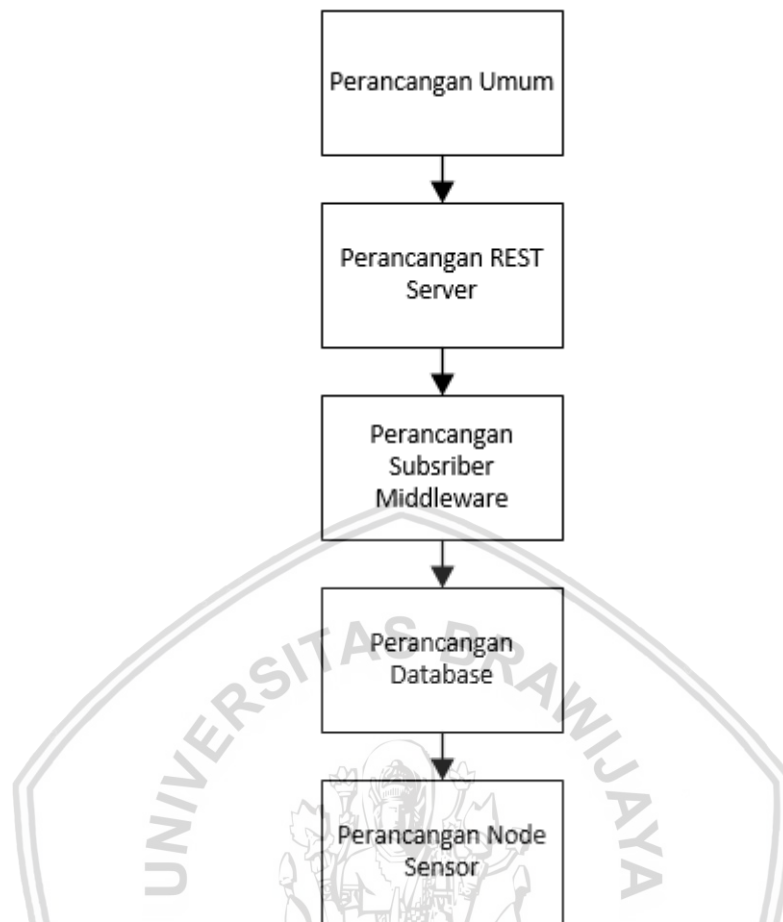 Perancangan Umum
Perancangan REST
Server
Perancangan
Subsriber
Middleware
Perancangan
Database
Perancangan Node
Sensor
UNIVERSITAS BRAWIJAYA